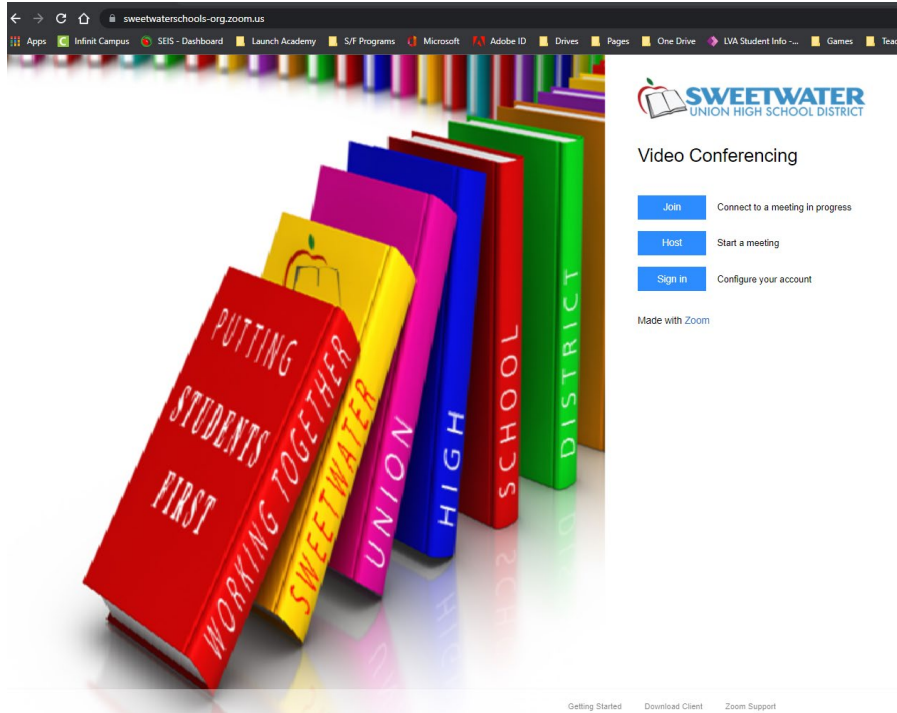 sweetwaterschools-org.zoom.us
Apps Infinit Campus SEIS - Dashboard Launch Academy S/F Programs Microsoft Adobe ID Drives Pages One Drive LVA Student Info -... Games Teac
SWEETWATER
UNION HIGH SCHOOL DISTRICT
Video Conferencing
Join Connect to a meeting in progress
Host Start a meeting
Sign in Configure your account
Made with Zoom
PUTTING
STUDENTS
FIRST
WORKING TOGETHER
SWEETWATER
UNION
HIGH
SCHOOL
DISTRICT
Getting Started Download Client Zoom Support